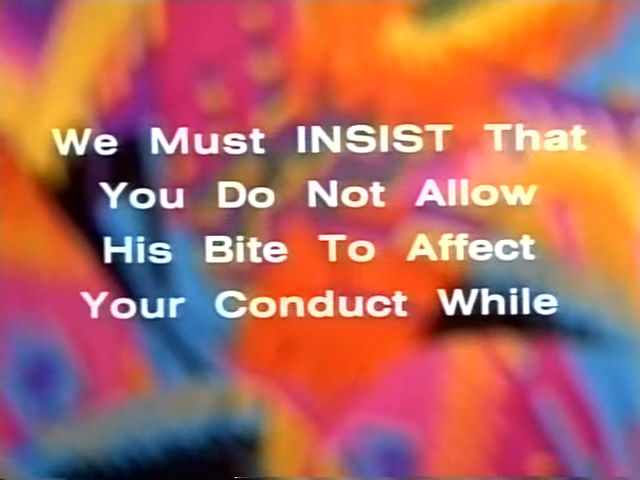 We Must INSIST That
You Do Not Allow
His Bite To Affect
Your Conduct While